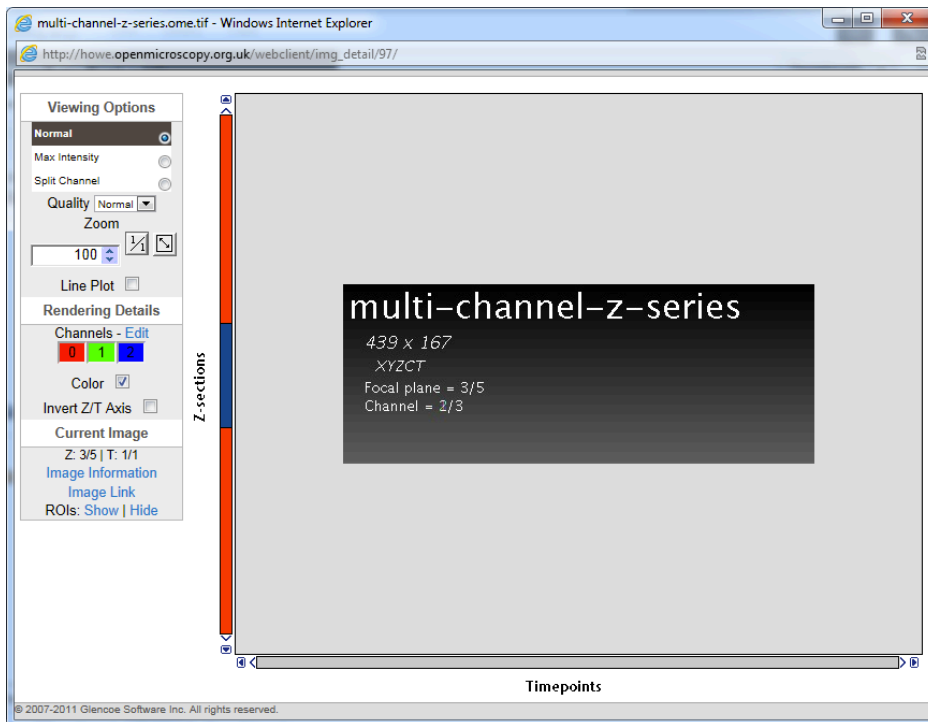 multi-channel-z-series.ome.tif - Windows Internet Explorer
http://howe.openmicroscopy.org.uk/webclient/img_detail/97/
Viewing Options
Normal
Max Intensity
Split Channel
Quality Normal
Zoom
1/1
100
Line Plot
Rendering Details
Channels - Edit
0 1 2
Color
Invert Z/T Axis
Current Image
Z: 3/5 | T: 1/1
Image Information
Image Link
ROIs: Show | Hide
Z-sections
multi-channel-z-series
439 x 167
XYZCT
Focal plane = 3/5
Channel = 2/3
Timepoints
© 2007-2011 Glencoe Software Inc. All rights reserved.